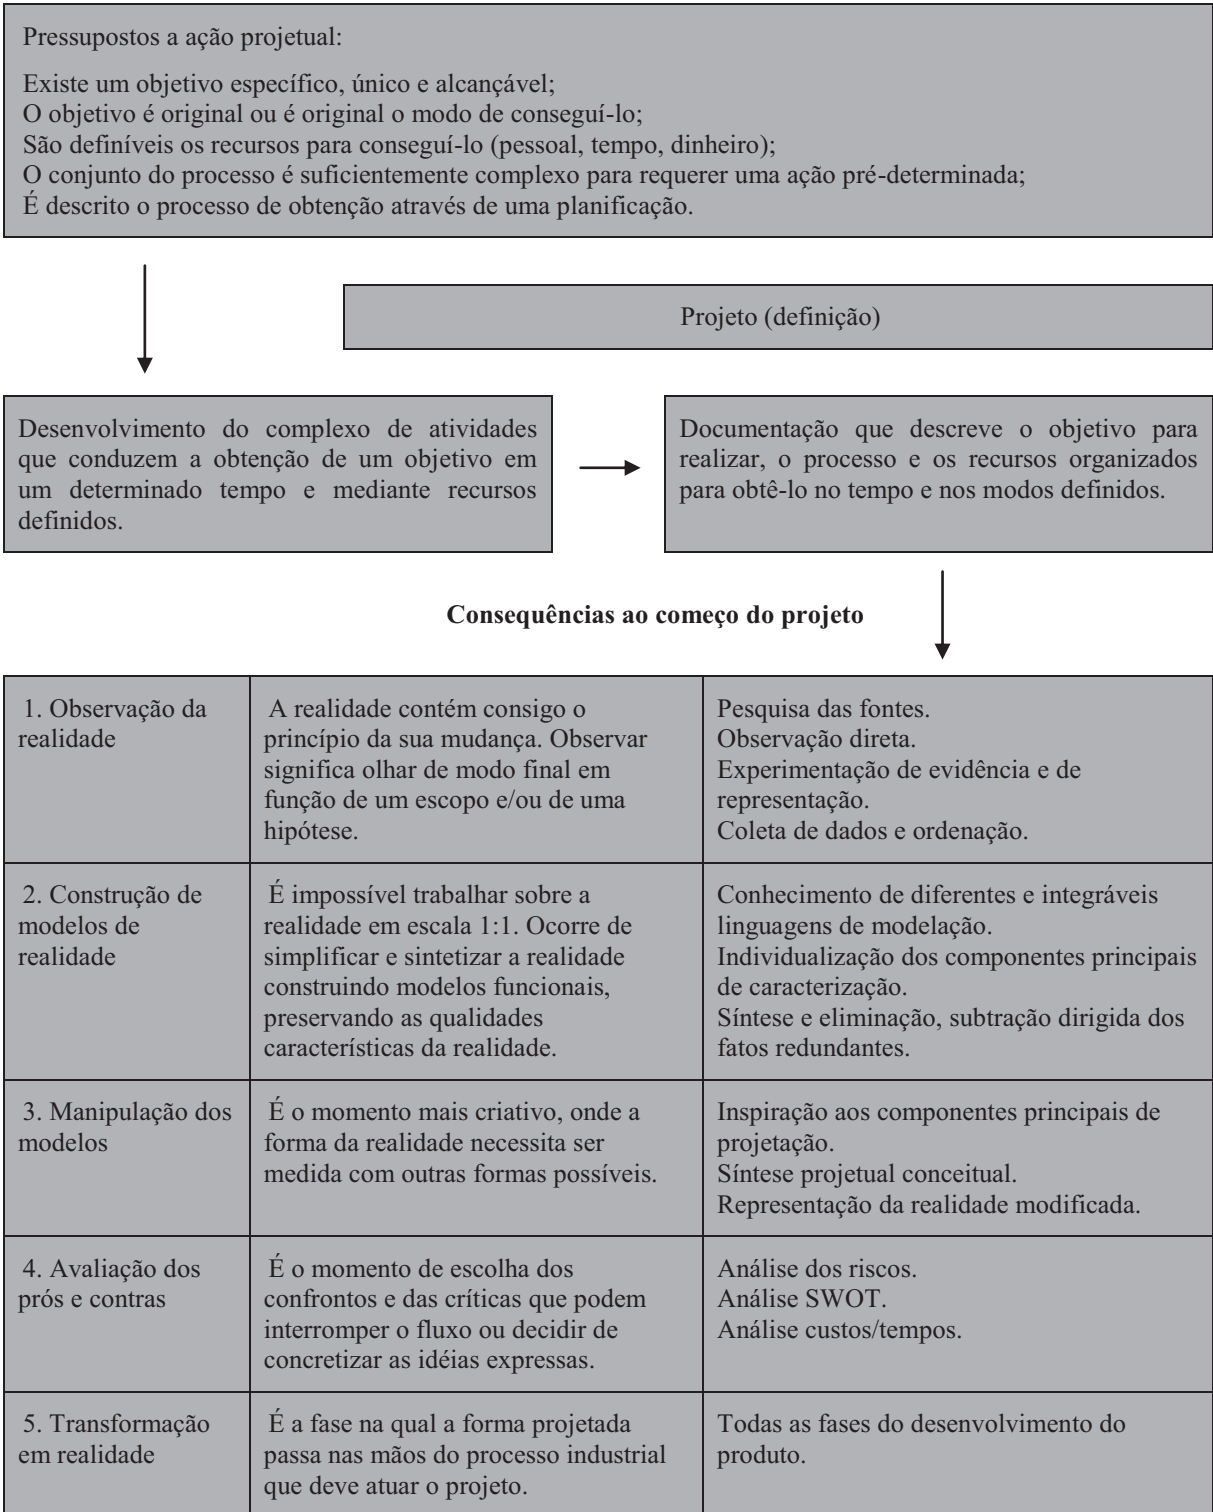 Pressupostos a ação projetual:
Existe um objetivo específico, único e alcançável;
O objetivo é original ou é original o modo de conseguí-lo;
São definíveis os recursos para conseguí-lo (pessoal, tempo, dinheiro);
O conjunto do processo é suficientemente complexo para requerer uma ação pré-determinada;
É descrito o processo de obtenção através de uma planificação.
Projeto (definição)
Desenvolvimento do complexo de atividades
que conduzem a obtenção de um objetivo em
um determinado tempo e mediante recursos
definidos.
Documentação que descreve o objetivo para
realizar, o processo e os recursos organizados
para obtê-lo no tempo e nos modos definidos.
Consequências ao começo do projeto
1. Observação da
realidade
A realidade contém consigo o
princípio da sua mudança. Observar
significa olhar de modo final em
função de um escopo e/ou de uma
hipótese.
Pesquisa das fontes.
Observação direta.
Experimentação de evidência e de
representação.
Coleta de dados e ordenação.
2. Construção de
modelos de
realidade
É impossível trabalhar sobre a
realidade em escala 1:1. Ocorre de
simplificar e sintetizar a realidade
construindo modelos funcionais,
preservando as qualidades
características da realidade.
Conhecimento de diferentes e integráveis
linguagens de modelação.
Individualização dos componentes principais
de caracterização.
Síntese e eliminação, subtração dirigida dos
fatos redundantes.
3. Manipulação dos
modelos
É o momento mais criativo, onde a
forma da realidade necessita ser
medida com outras formas possíveis.
Inspiração aos componentes principais de
projetação.
Síntese projetual conceitual.
Representação da realidade modificada.
4. Avaliação dos
prós e contras
É o momento de escolha dos
confrontos e das críticas que podem
interromper o fluxo ou decidir de
concretizar as idéias expressas.
Análise dos riscos.
Análise SWOT.
Análise custos/tempos.
5. Transformação
em realidade
É a fase na qual a forma projetada
passa nas mãos do processo industrial
que deve atuar o projeto.
Todas as fases do desenvolvimento do
produto.